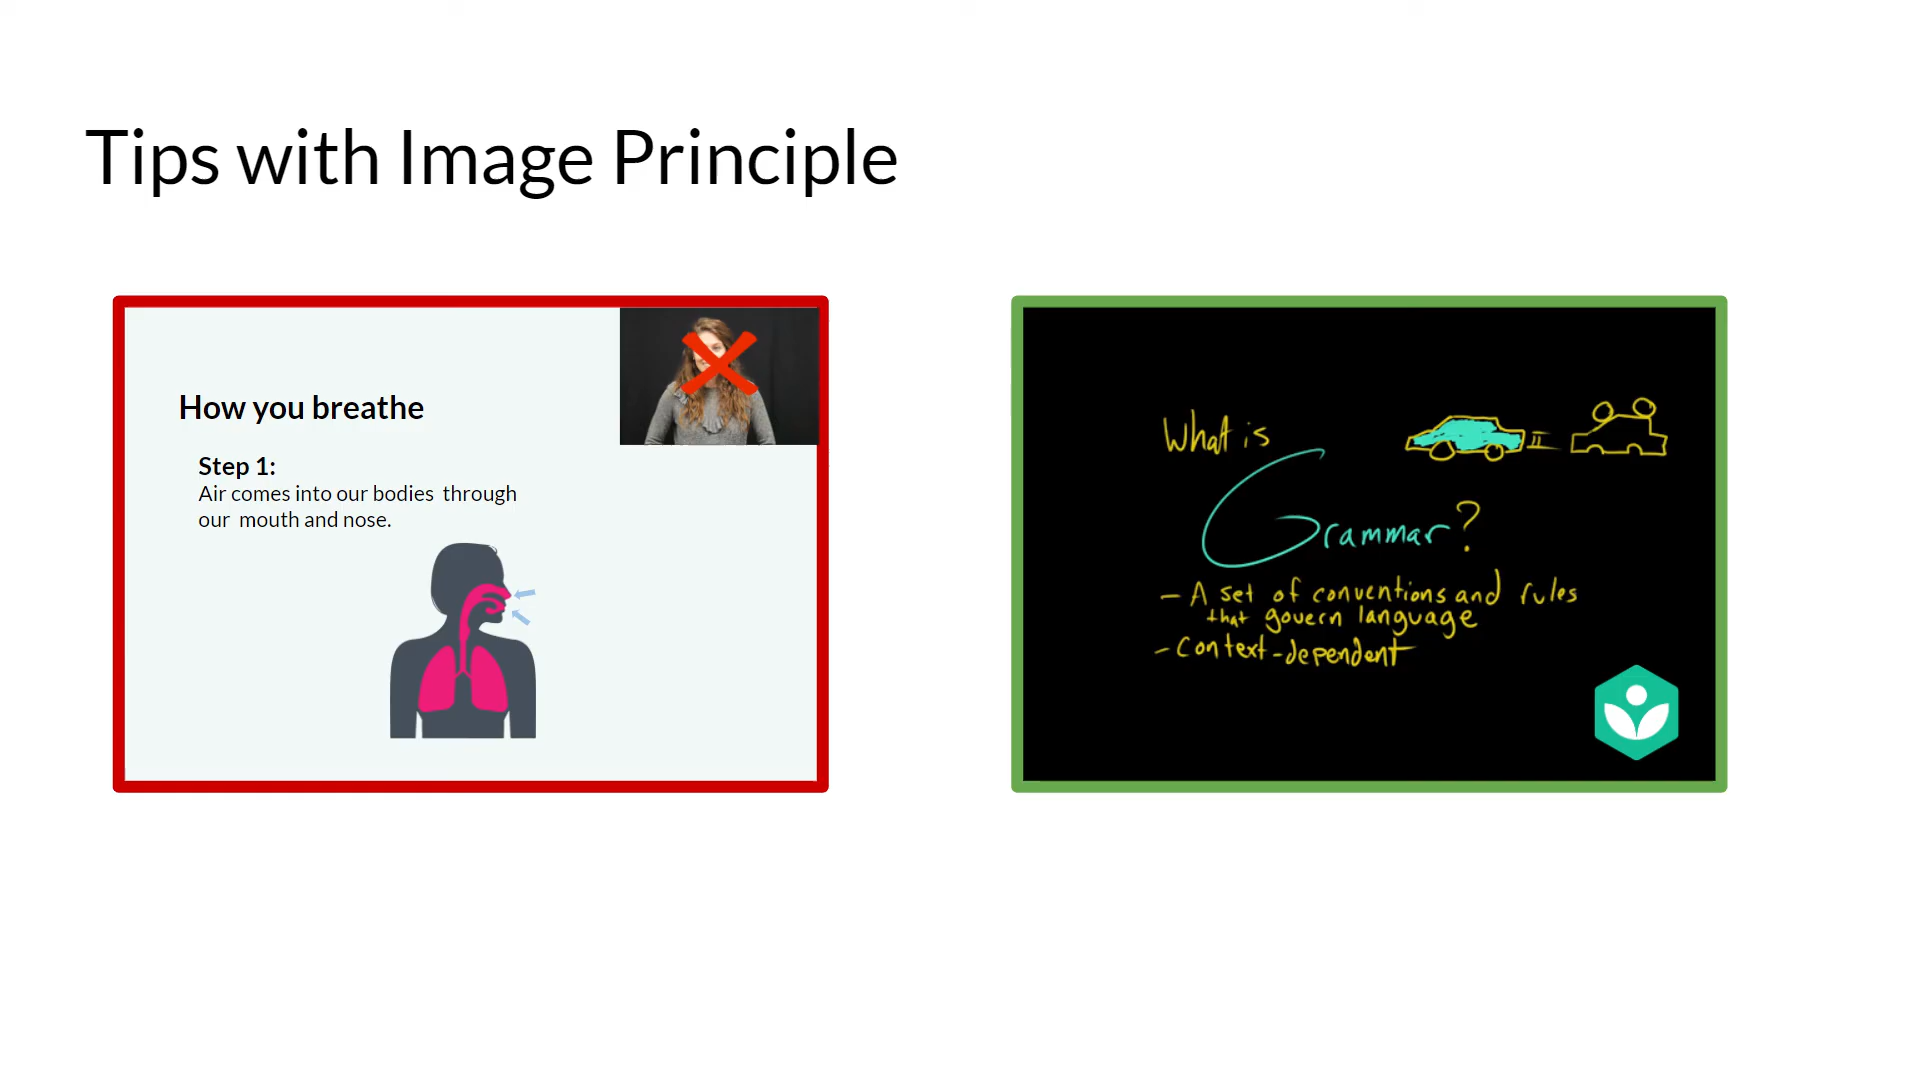 Tips with Image Principle
How you breathe
Step 1:
Air comes into our bodies through
our mouth and nose.
What is
Grammar?
- A set of conventions and rules
that govern language
- Context-dependent